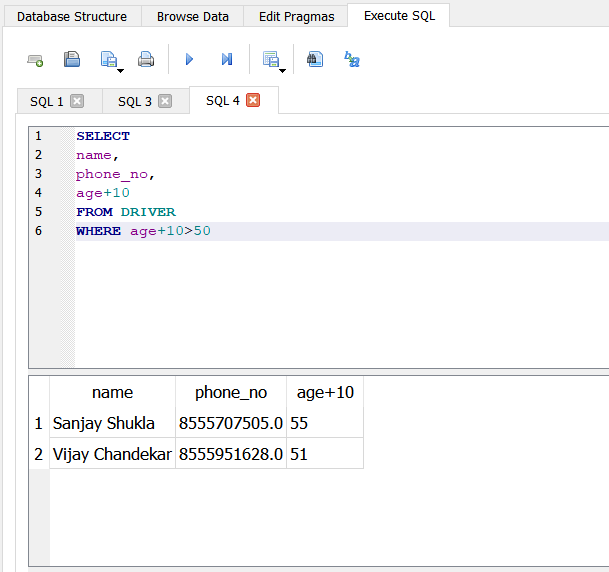 Database Structure Browse Data Edit Pragmas Execute SQL
SQL 1 SQL 3 SQL 4
1 SELECT
2 name,
3 phone_no,
4 age+10
5 FROM DRIVER
6 WHERE age+10>50
name phone_no age+10
1 Sanjay Shukla 8555707505.0 55
2 Vijay Chandekar 8555951628.0 51